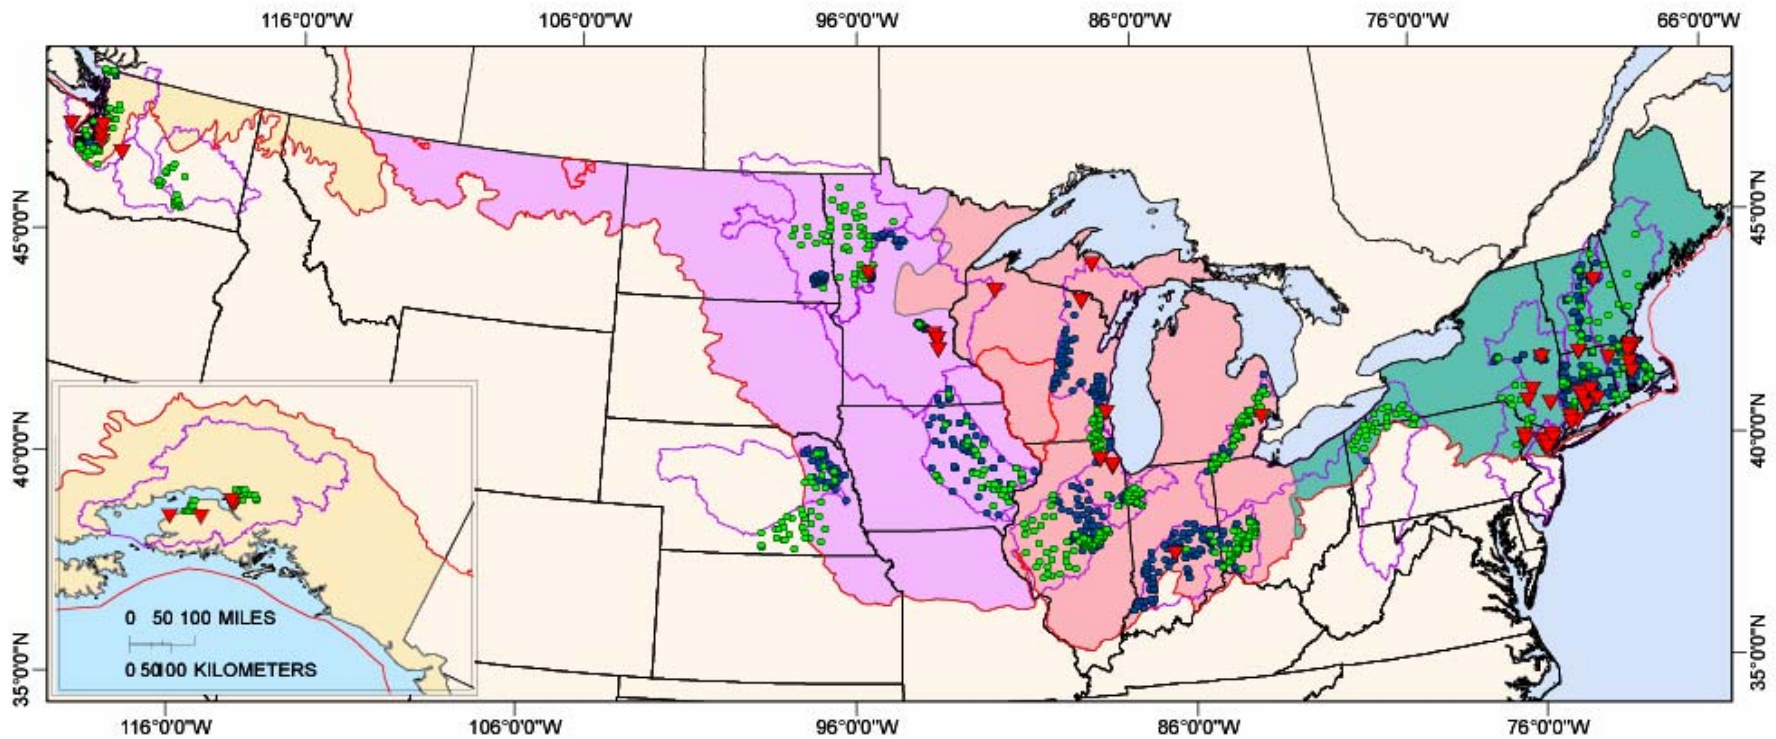 116°0'0"W 106°0'0"W 96°0'0"W 86°0'0"W 76°0'0"W 66°0'0"W
45°0'0"N 45°0'0"N
40°0'0"N 40°0'0"N
35°0'0"N 35°0'0"N
0 50 100 MILES
0 50100 KILOMETERS
116°0'0"W 106°0'0"W 96°0'0"W 86°0'0"W 76°0'0"W